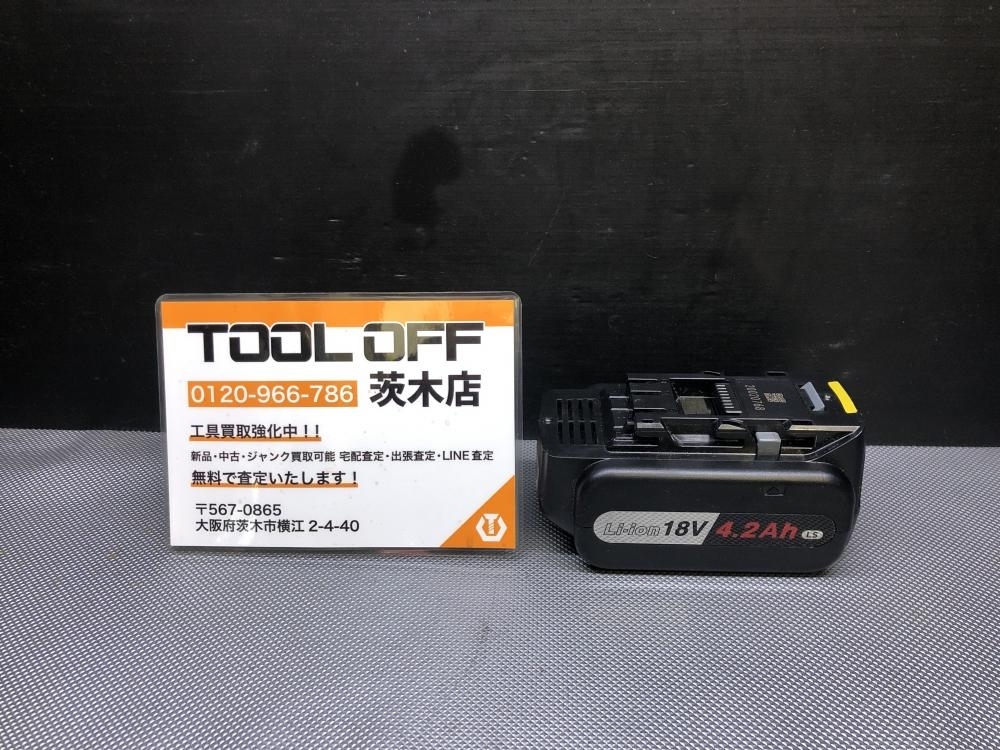 TOOL OFF
0120-966-786 茨木店
工具買取強化中！！
新品・中古・ジャンク買取可能 宅配査定・出張査定・LINE査定
無料で査定いたします！
〒567-0865
大阪府茨木市横江 2-4-40
20020768
Li-ion 18V 4.2Ah LS